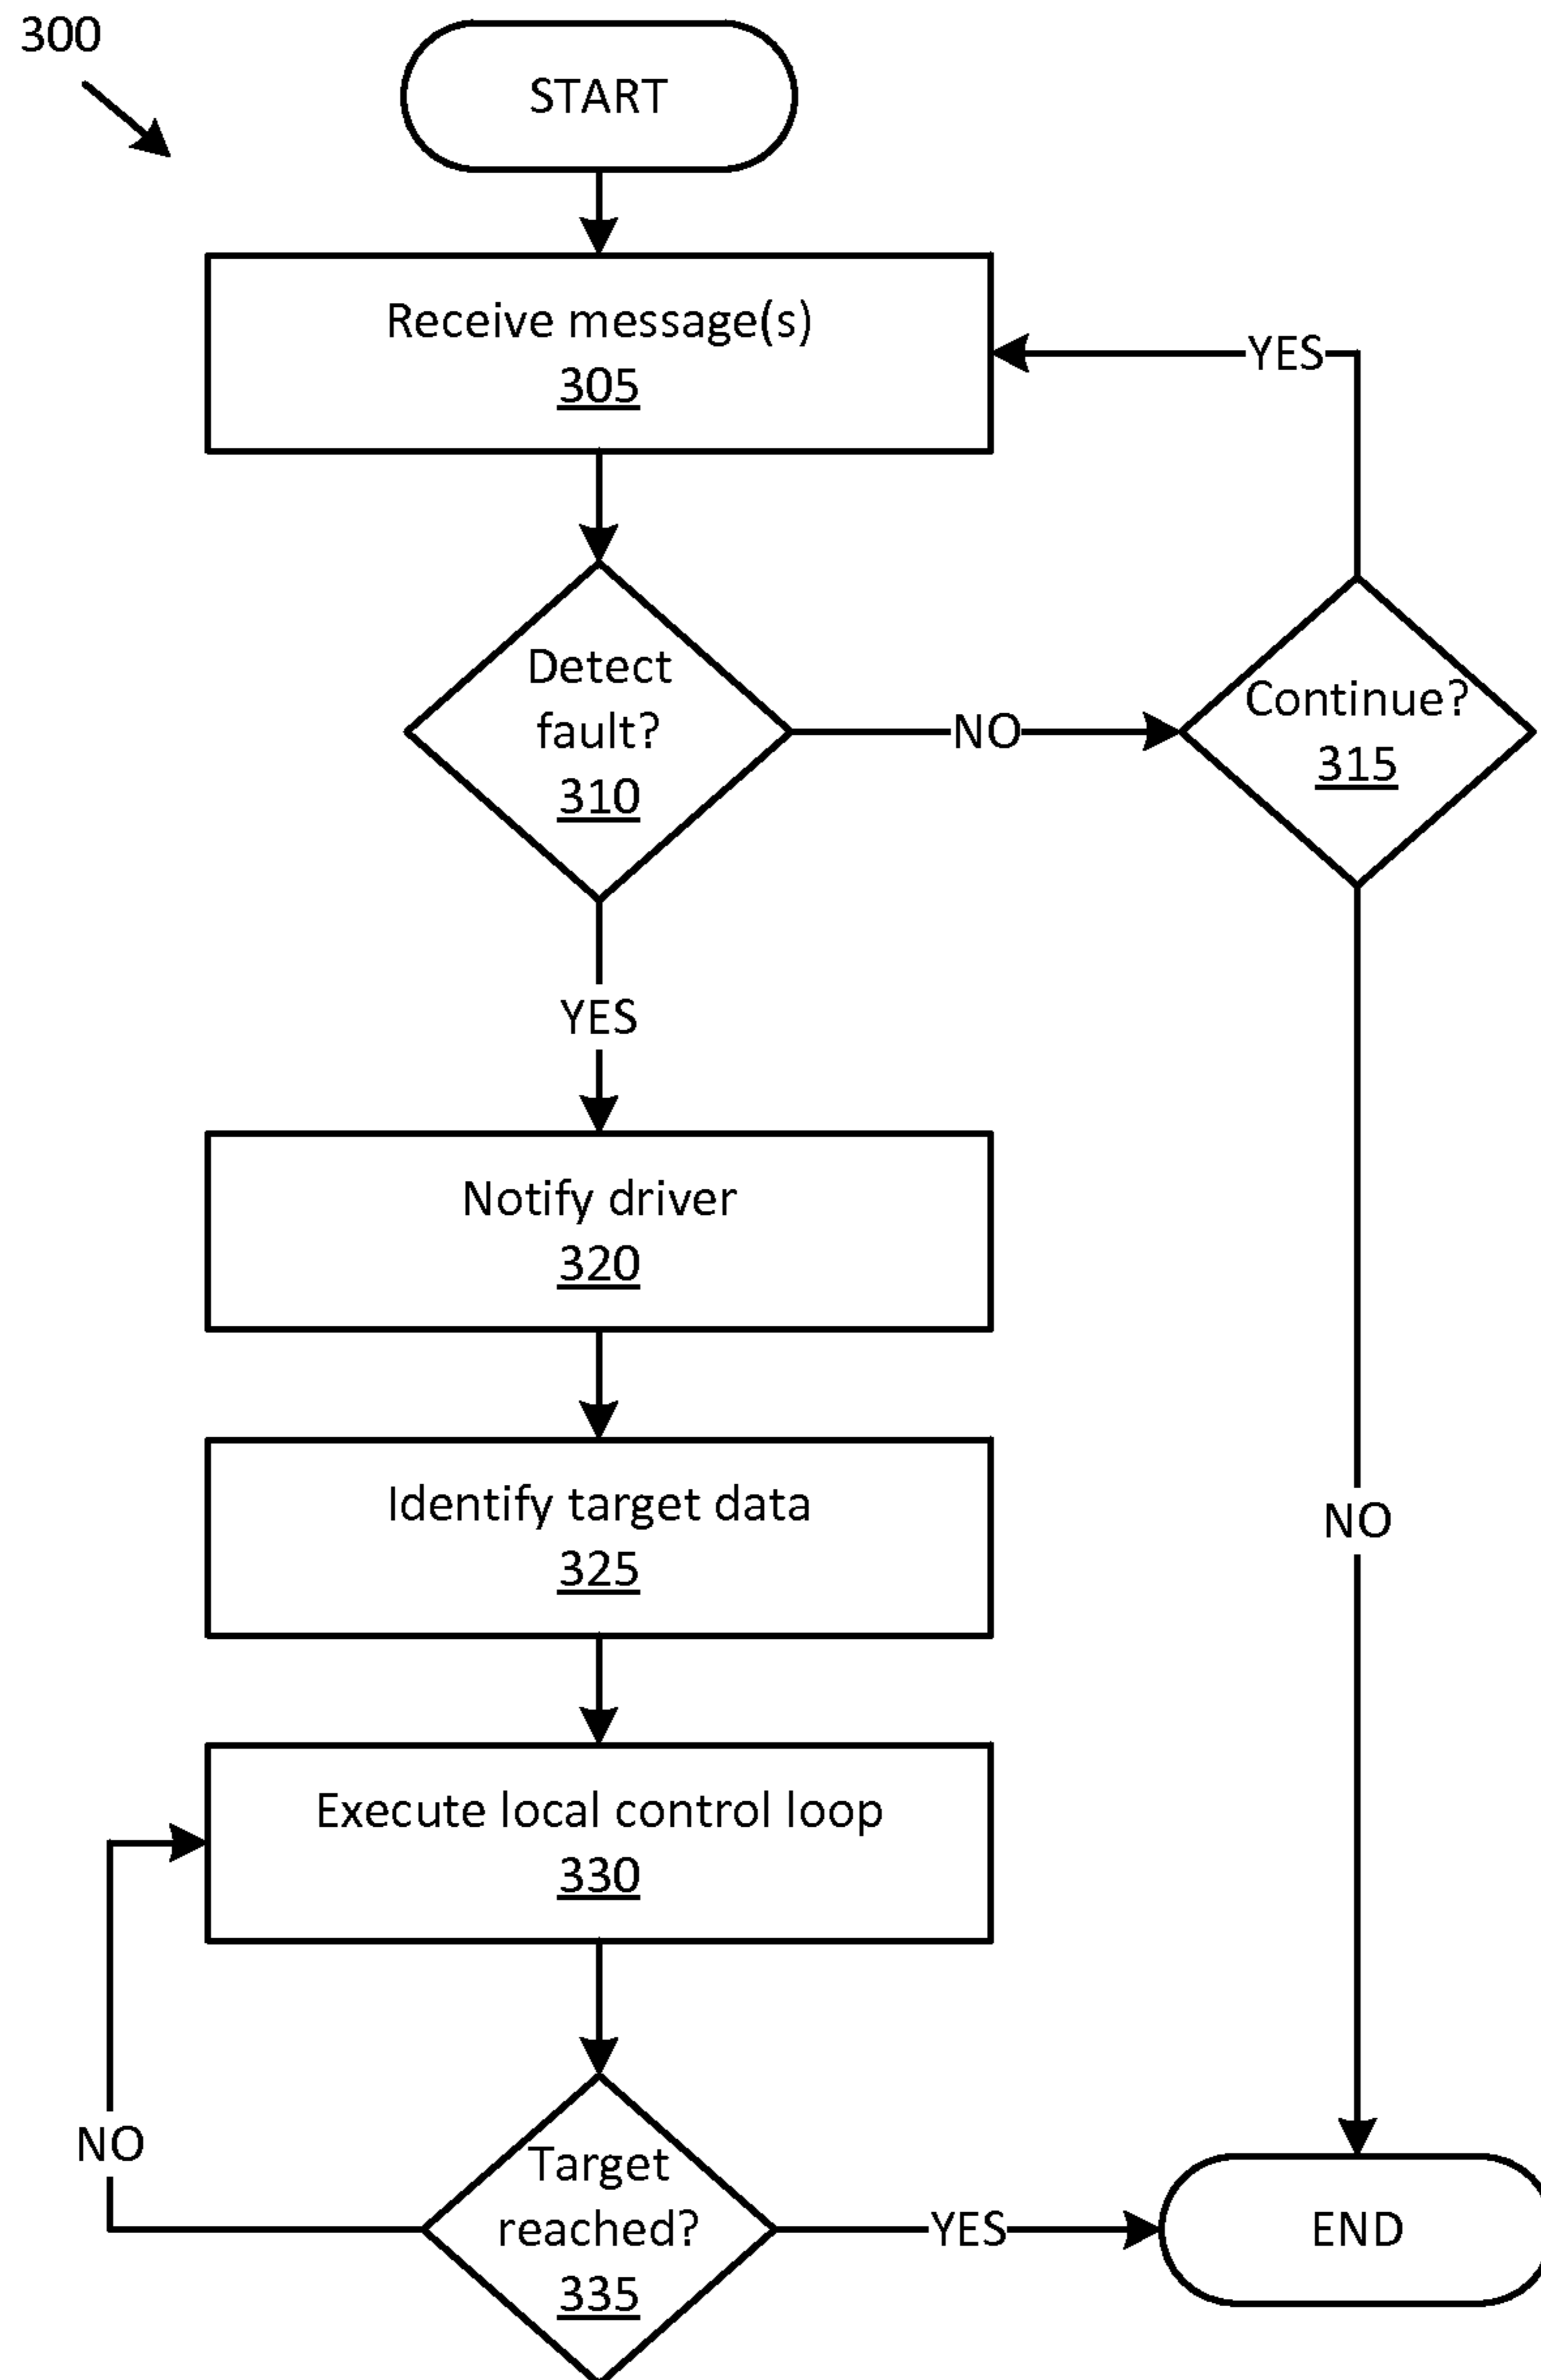 300
START
Receive message(s)
305
YES
Detect
fault?
310
NO
Continue?
315
YES
Notify driver
320
Identify target data
325
NO
Execute local control loop
330
NO
Target
reached?
335
YES
END